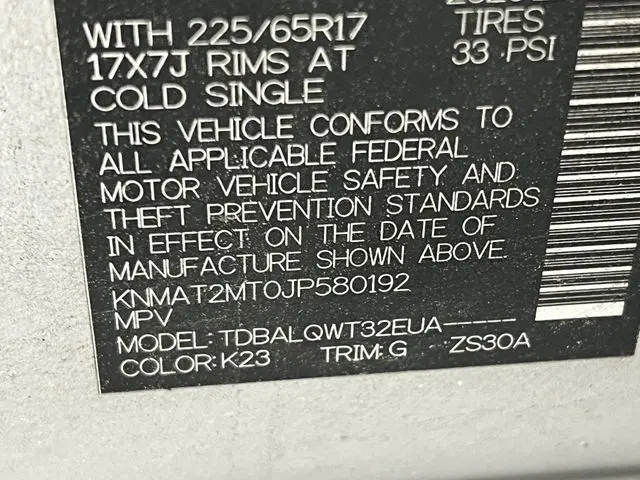 WITH 225/65R17 TIRES
17X7J RIMS AT 33 PSI
COLD SINGLE
THIS VEHICLE CONFORMS TO
ALL APPLICABLE FEDERAL
MOTOR VEHICLE SAFETY AND
THEFT PREVENTION STANDARDS
IN EFFECT ON THE DATE OF
MANUFACTURE SHOWN ABOVE.
KNMAT2MT0JP580192
MPV
MODEL: TDBALQWT32EUA-----
COLOR: K23 TRIM: G ZS30A